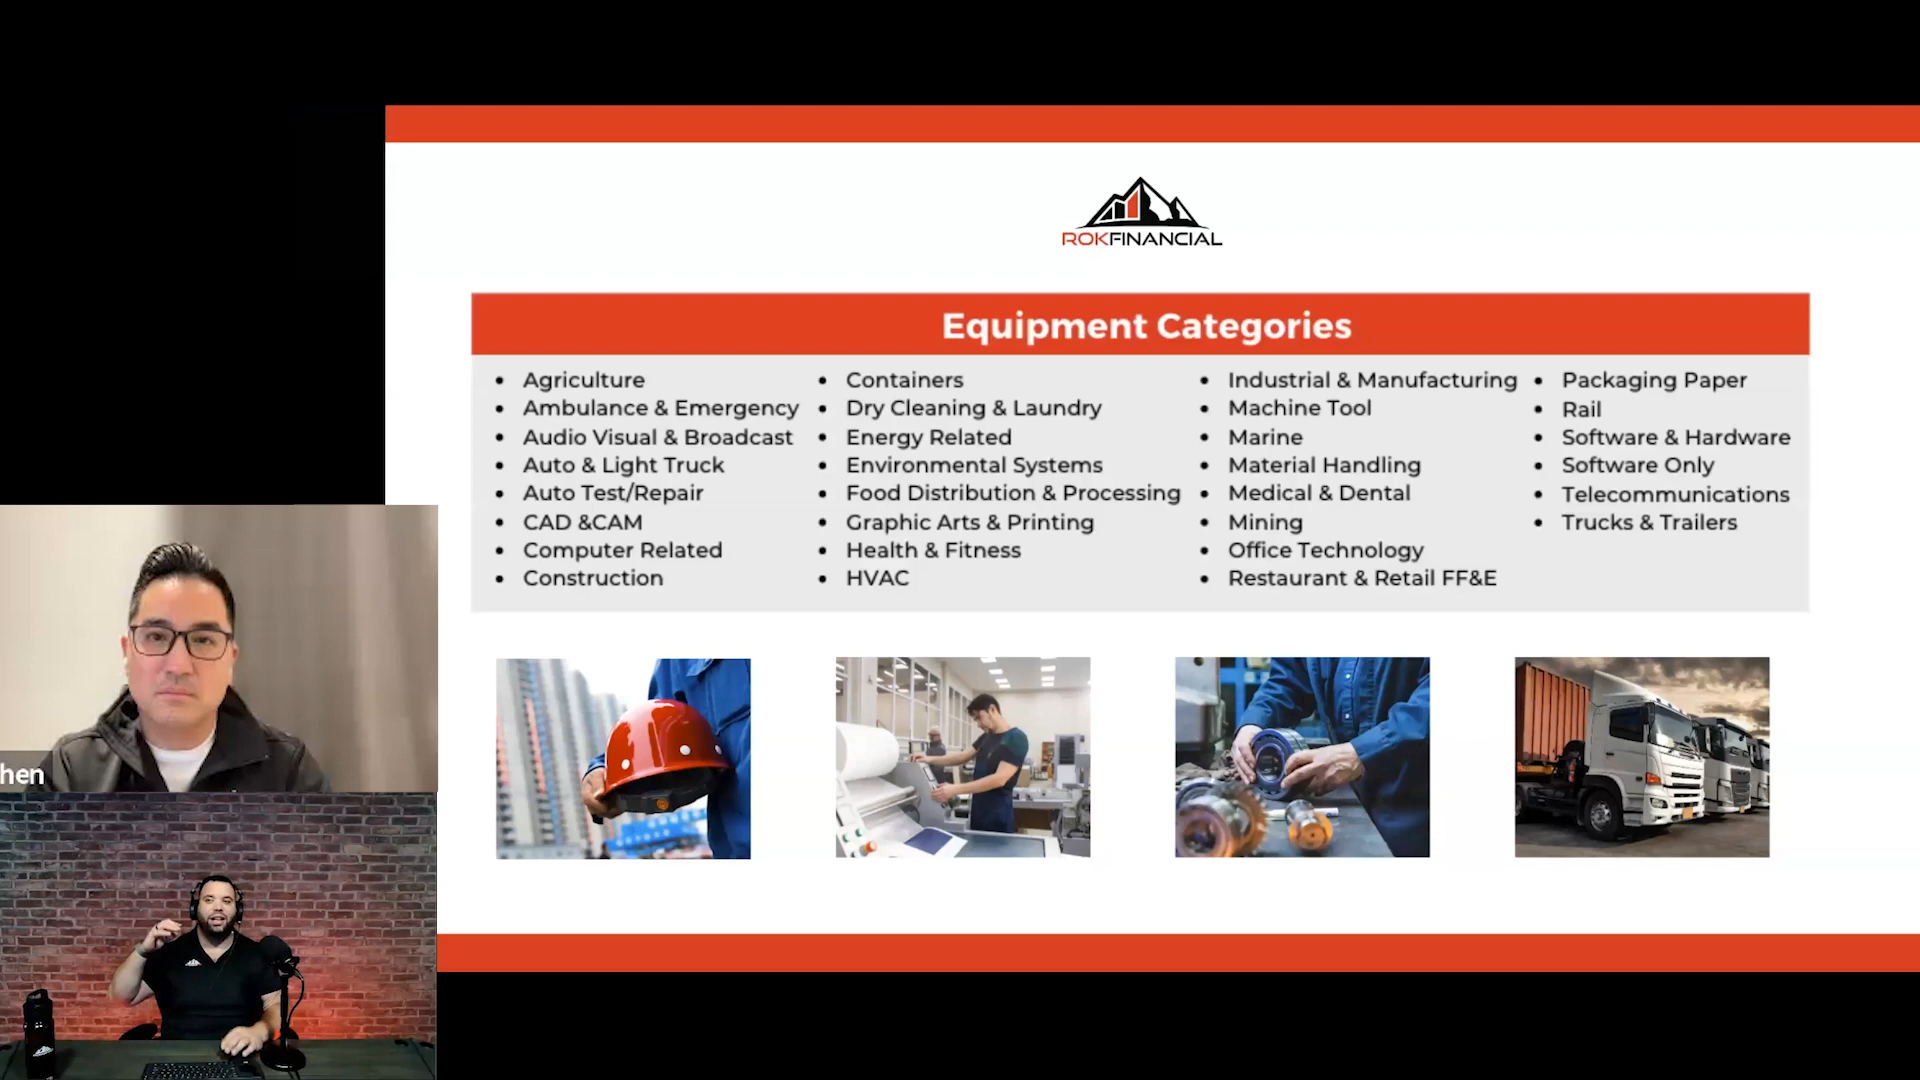 ROKFINANCIAL
Equipment Categories
• Agriculture
• Ambulance & Emergency
• Audio Visual & Broadcast
• Auto & Light Truck
• Auto Test/Repair
• CAD &CAM
• Computer Related
• Construction
• Containers
• Dry Cleaning & Laundry
• Energy Related
• Environmental Systems
• Food Distribution & Processing
• Graphic Arts & Printing
• Health & Fitness
• HVAC
• Industrial & Manufacturing
• Machine Tool
• Marine
• Material Handling
• Medical & Dental
• Mining
• Office Technology
• Restaurant & Retail FF&E
• Packaging Paper
• Rail
• Software & Hardware
• Software Only
• Telecommunications
• Trucks & Trailers
hen